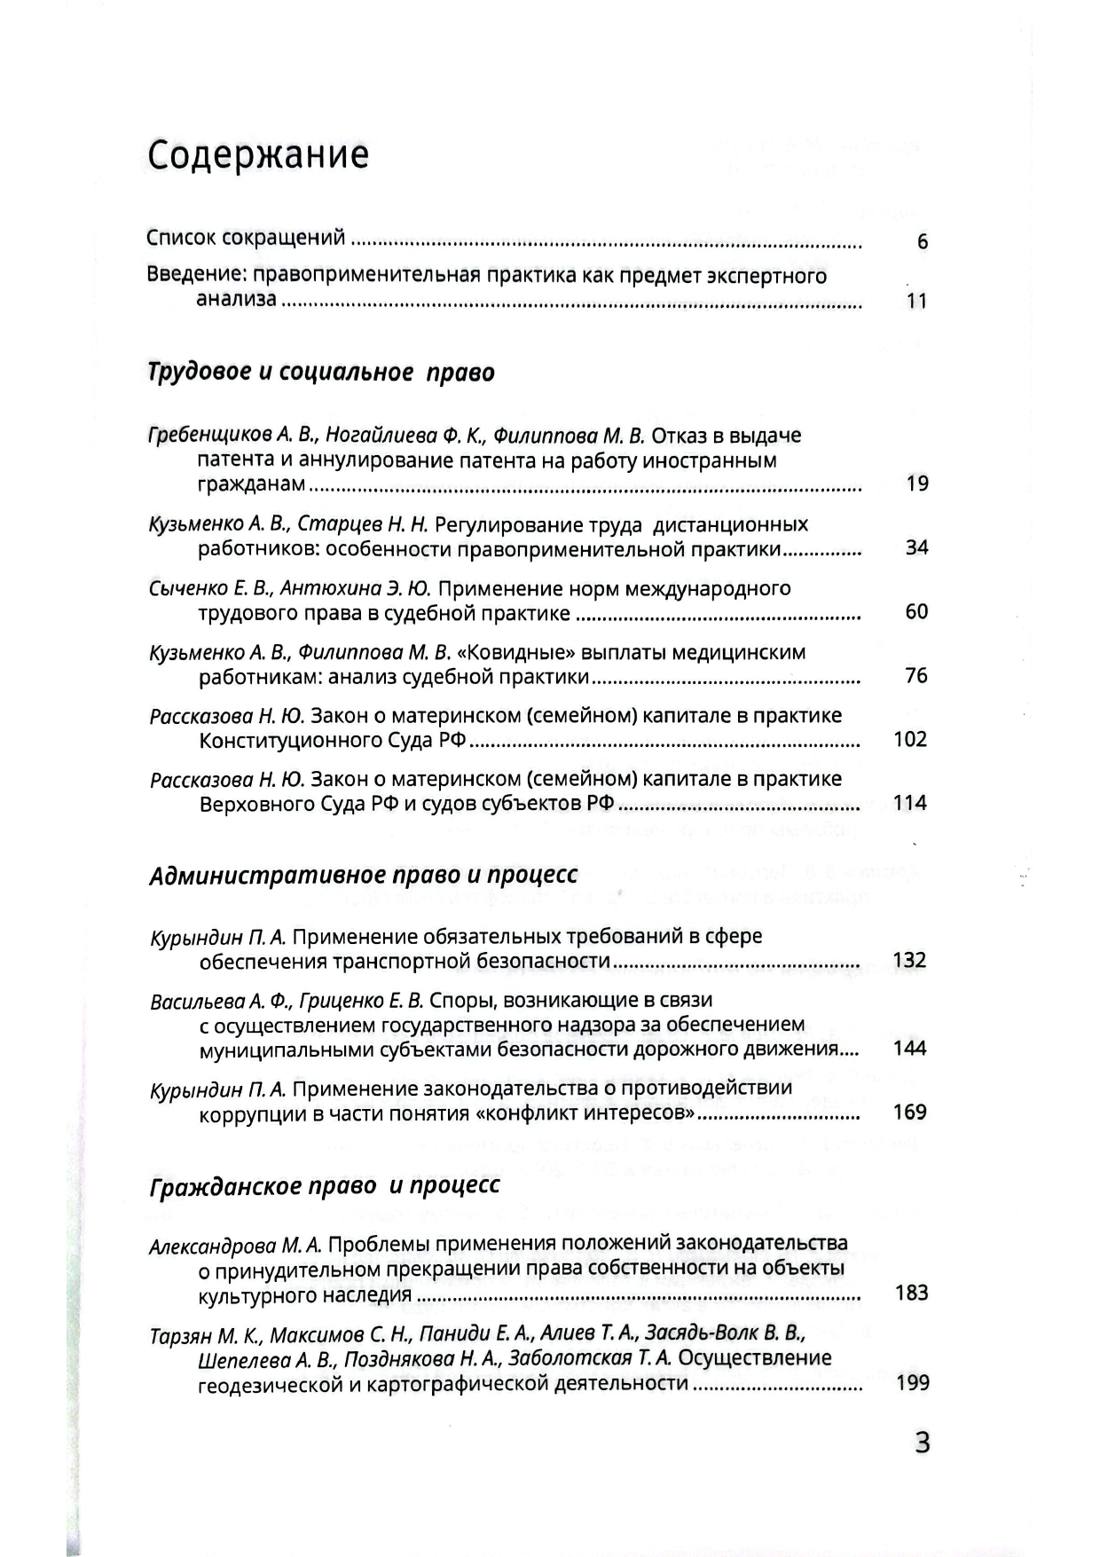 Содержание
Список сокращений ........ 6
Введение: правоприменительная практика как предмет экспертного
анализа ........ 11
Трудовое и социальное право
Гребенщиков А. В., Ногайлиева Ф. К., Филиппова М. В. Отказ в выдаче
патента и аннулирование патента на работу иностранным
гражданам ........ 19
Кузьменко А. В., Старцев Н. Н. Регулирование труда дистанционных
работников: особенности правоприменительной практики ........ 34
Сыченко Е. В., Антюхина Э. Ю. Применение норм международного
трудового права в судебной практике ........ 60
Кузьменко А. В., Филиппова М. В. «Ковидные» выплаты медицинским
работникам: анализ судебной практики ........ 76
Рассказова Н. Ю. Закон о материнском (семейном) капитале в практике
Конституционного Суда РФ ........ 102
Рассказова Н. Ю. Закон о материнском (семейном) капитале в практике
Верховного Суда РФ и судов субъектов РФ ........ 114
Административное право и процесс
Курындин П. А. Применение обязательных требований в сфере
обеспечения транспортной безопасности ........ 132
Васильева А. Ф., Гриценко Е. В. Споры, возникающие в связи
с осуществлением государственного надзора за обеспечением
муниципальными субъектами безопасности дорожного движения.... 144
Курындин П. А. Применение законодательства о противодействии
коррупции в части понятия «конфликт интересов» ........ 169
Гражданское право и процесс
Александрова М. А. Проблемы применения положений законодательства
о принудительном прекращении права собственности на объекты
культурного наследия ........ 183
Тарзян М. К., Максимов С. Н., Паниди Е. А., Алиев Т. А., Засядь-Волк В. В.,
Шепелева А. В., Позднякова Н. А., Заболотская Т. А. Осуществление
геодезической и картографической деятельности ........ 199
3